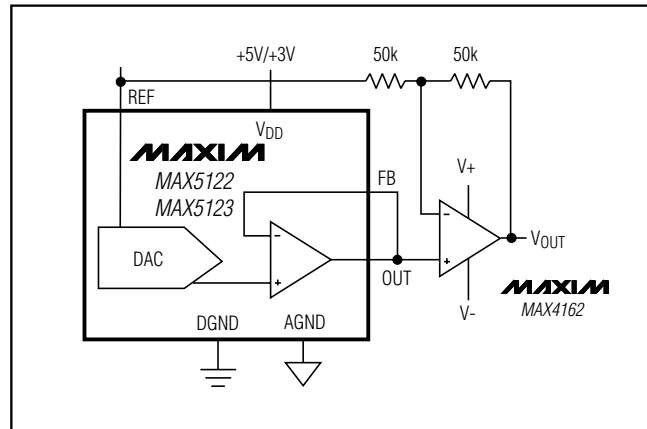 +5V/+3V
50k
50k
REF
VDD
MAXIM
MAX5122
MAX5123
FB
V+
-
-
DAC
+
+
VOUT
OUT
V-
MAXIM
MAX4162
DGND
AGND